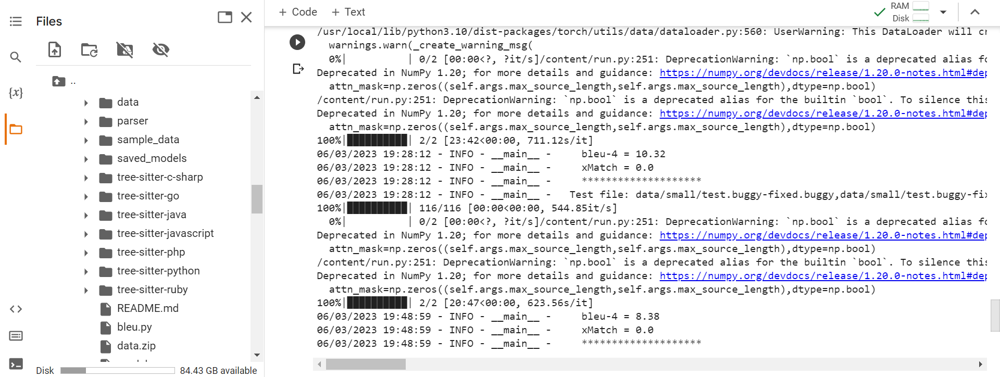 Files
{x}
..
data
parser
sample_data
saved_models
tree-sitter-c-sharp
tree-sitter-go
tree-sitter-java
tree-sitter-javascript
tree-sitter-php
tree-sitter-python
tree-sitter-ruby
README.md
bleu.py
data.zip
Disk 84.43 GB available
+ Code + Text
RAM
Disk
/usr/local/lib/python3.10/dist-packages/torch/utils/data/dataloader.py:560: UserWarning: This DataLoader will cr
warnings.warn(_create_warning_msg(
0%| | 0/2 [00:00<?, ?it/s]/content/run.py:251: DeprecationWarning: `np.bool` is a deprecated alias fo
Deprecated in NumPy 1.20; for more details and guidance: https://numpy.org/devdocs/release/1.20.0-notes.html#dep
attn_mask=np.zeros((self.args.max_source_length,self.args.max_source_length),dtype=np.bool)
/content/run.py:251: DeprecationWarning: `np.bool` is a deprecated alias for the builtin `bool`. To silence this
Deprecated in NumPy 1.20; for more details and guidance: https://numpy.org/devdocs/release/1.20.0-notes.html#dep
attn_mask=np.zeros((self.args.max_source_length,self.args.max_source_length),dtype=np.bool)
100%|██████████| 2/2 [23:42<00:00, 711.12s/it]
06/03/2023 19:28:12 - INFO - __main__ - bleu-4 = 10.32
06/03/2023 19:28:12 - INFO - __main__ - xMatch = 0.0
06/03/2023 19:28:12 - INFO - __main__ - ********************
06/03/2023 19:28:12 - INFO - __main__ - Test file: data/small/test.buggy-fixed.buggy,data/small/test.buggy-fix
100%|██████████| 116/116 [00:00<00:00, 544.85it/s]
0%| | 0/2 [00:00<?, ?it/s]/content/run.py:251: DeprecationWarning: `np.bool` is a deprecated alias fo
Deprecated in NumPy 1.20; for more details and guidance: https://numpy.org/devdocs/release/1.20.0-notes.html#dep
attn_mask=np.zeros((self.args.max_source_length,self.args.max_source_length),dtype=np.bool)
/content/run.py:251: DeprecationWarning: `np.bool` is a deprecated alias for the builtin `bool`. To silence this
Deprecated in NumPy 1.20; for more details and guidance: https://numpy.org/devdocs/release/1.20.0-notes.html#dep
attn_mask=np.zeros((self.args.max_source_length,self.args.max_source_length),dtype=np.bool)
100%|██████████| 2/2 [20:47<00:00, 623.56s/it]
06/03/2023 19:48:59 - INFO - __main__ - bleu-4 = 8.38
06/03/2023 19:48:59 - INFO - __main__ - xMatch = 0.0
06/03/2023 19:48:59 - INFO - __main__ - ********************